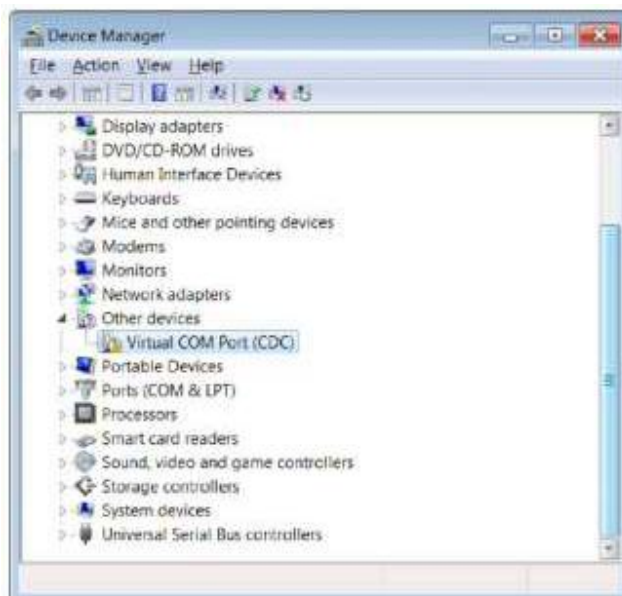 Device Manager
File Action View Help
Display adapters
DVD/CD-ROM drives
Human Interface Devices
Keyboards
Mice and other pointing devices
Modems
Monitors
Network adapters
Other devices
Virtual COM Port (CDC)
Portable Devices
Ports (COM & LPT)
Processors
Smart card readers
Sound, video and game controllers
Storage controllers
System devices
Universal Serial Bus controllers